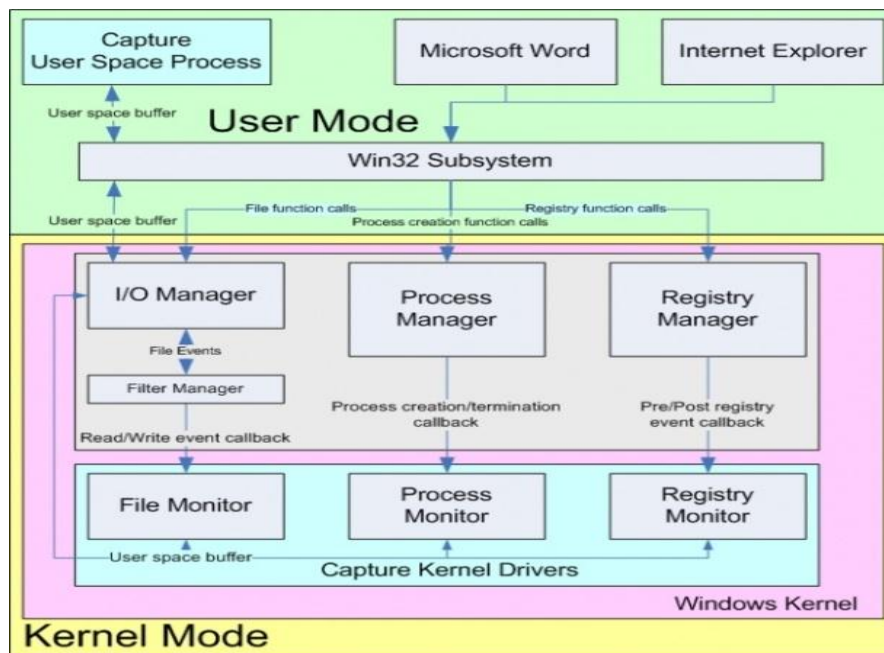 Capture
User Space Process
Microsoft Word
Internet Explorer
User space buffer
User Mode
Win32 Subsystem
User space buffer
File function calls
Process creation function calls
Registry function calls
I/O Manager
Process
Manager
Registry
Manager
File Events
Filter Manager
Read/Write event callback
Process creation/termination
callback
Pre/Post registry
event callback
File Monitor
Process
Monitor
Registry
Monitor
User space buffer
Capture Kernel Drivers
Windows Kernel
Kernel Mode